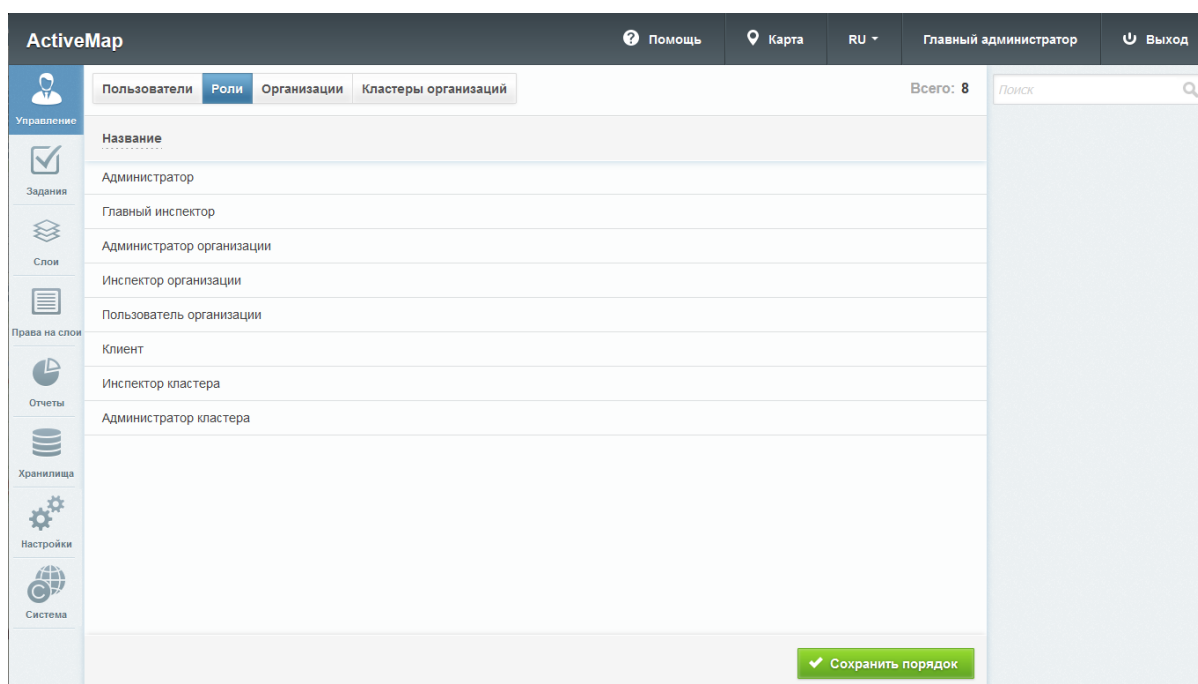 ActiveMap
Помощь
Карта
RU
Главный администратор
Выход
Управление
Задания
Слои
Права на слои
Отчеты
Хранилища
Настройки
Система
Пользователи
Роли
Организации
Кластеры организаций
Всего: 8
Поиск
Название
Администратор
Главный инспектор
Администратор организации
Инспектор организации
Пользователь организации
Клиент
Инспектор кластера
Администратор кластера
Сохранить порядок